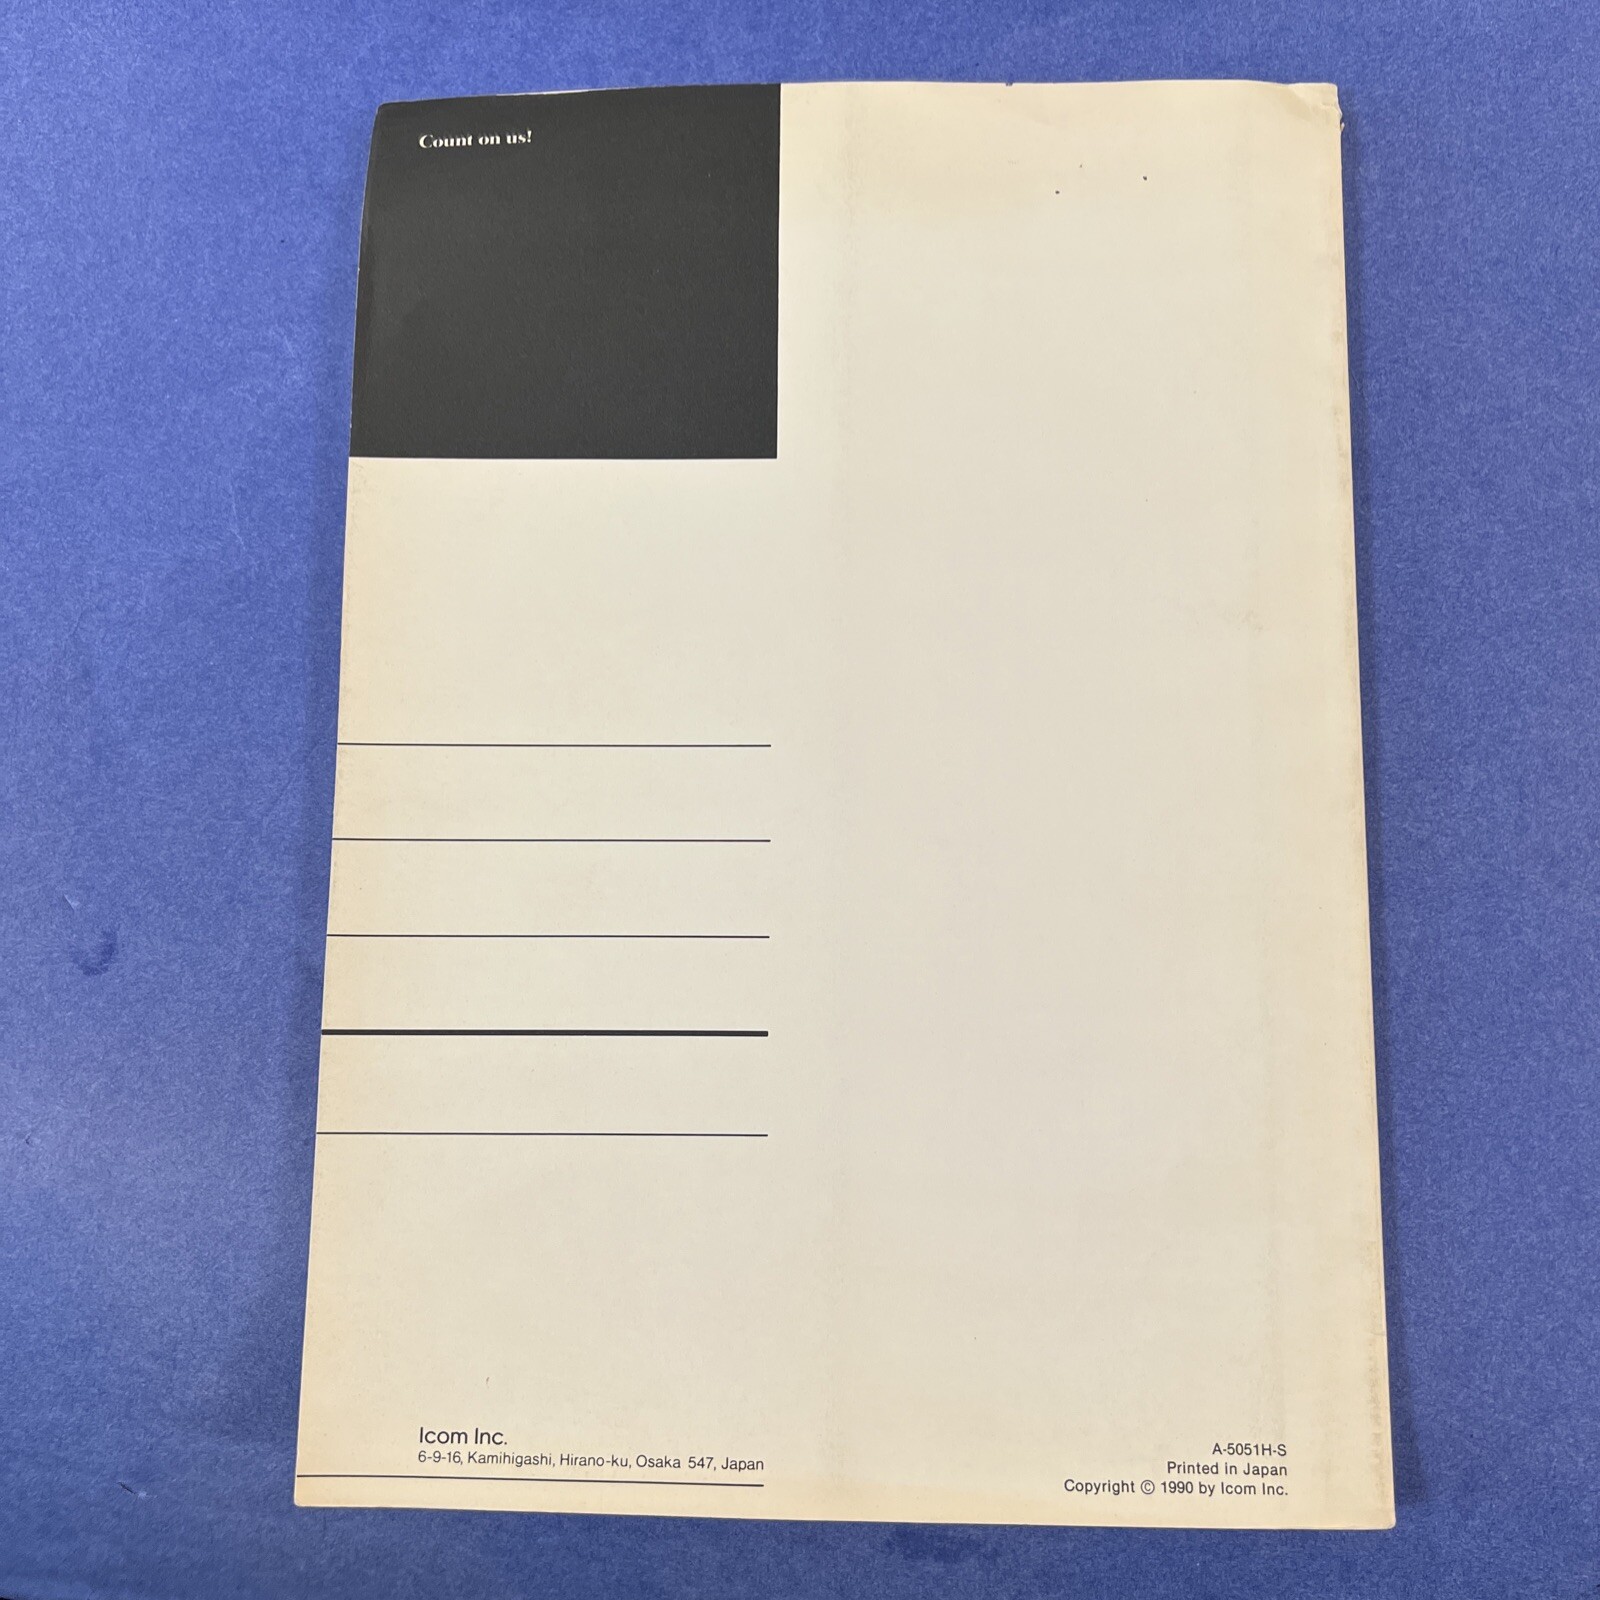 Count on us!
Icom Inc.
6-9-16, Kamihigashi, Hirano-ku, Osaka 547, Japan
A-5051H-S
Printed in Japan
Copyright © 1990 by Icom Inc.